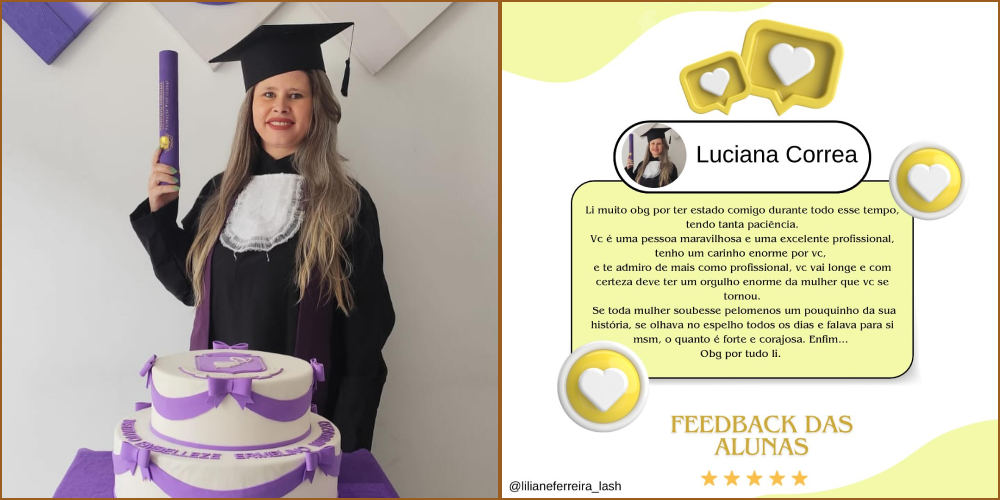 EMBELLEZE
Luciana Correa
Li muito obg por ter estado comigo durante todo esse tempo,
tendo tanta paciência.
Vc é uma pessoa maravilhosa e uma excelente profissional,
tenho um carinho enorme por vc,
e te admiro de mais como profissional, vc vai longe e com
certeza deve ter um orgulho enorme da mulher que vc se
tornou.
Se toda mulher soubesse pelomenos um pouquinho da sua
história, se olhava no espelho todos os dias e falava para si
msm, o quanto é forte e corajosa. Enfim...
Obg por tudo li.
FEEDBACK DAS
ALUNAS
@lilianeferreira_lash